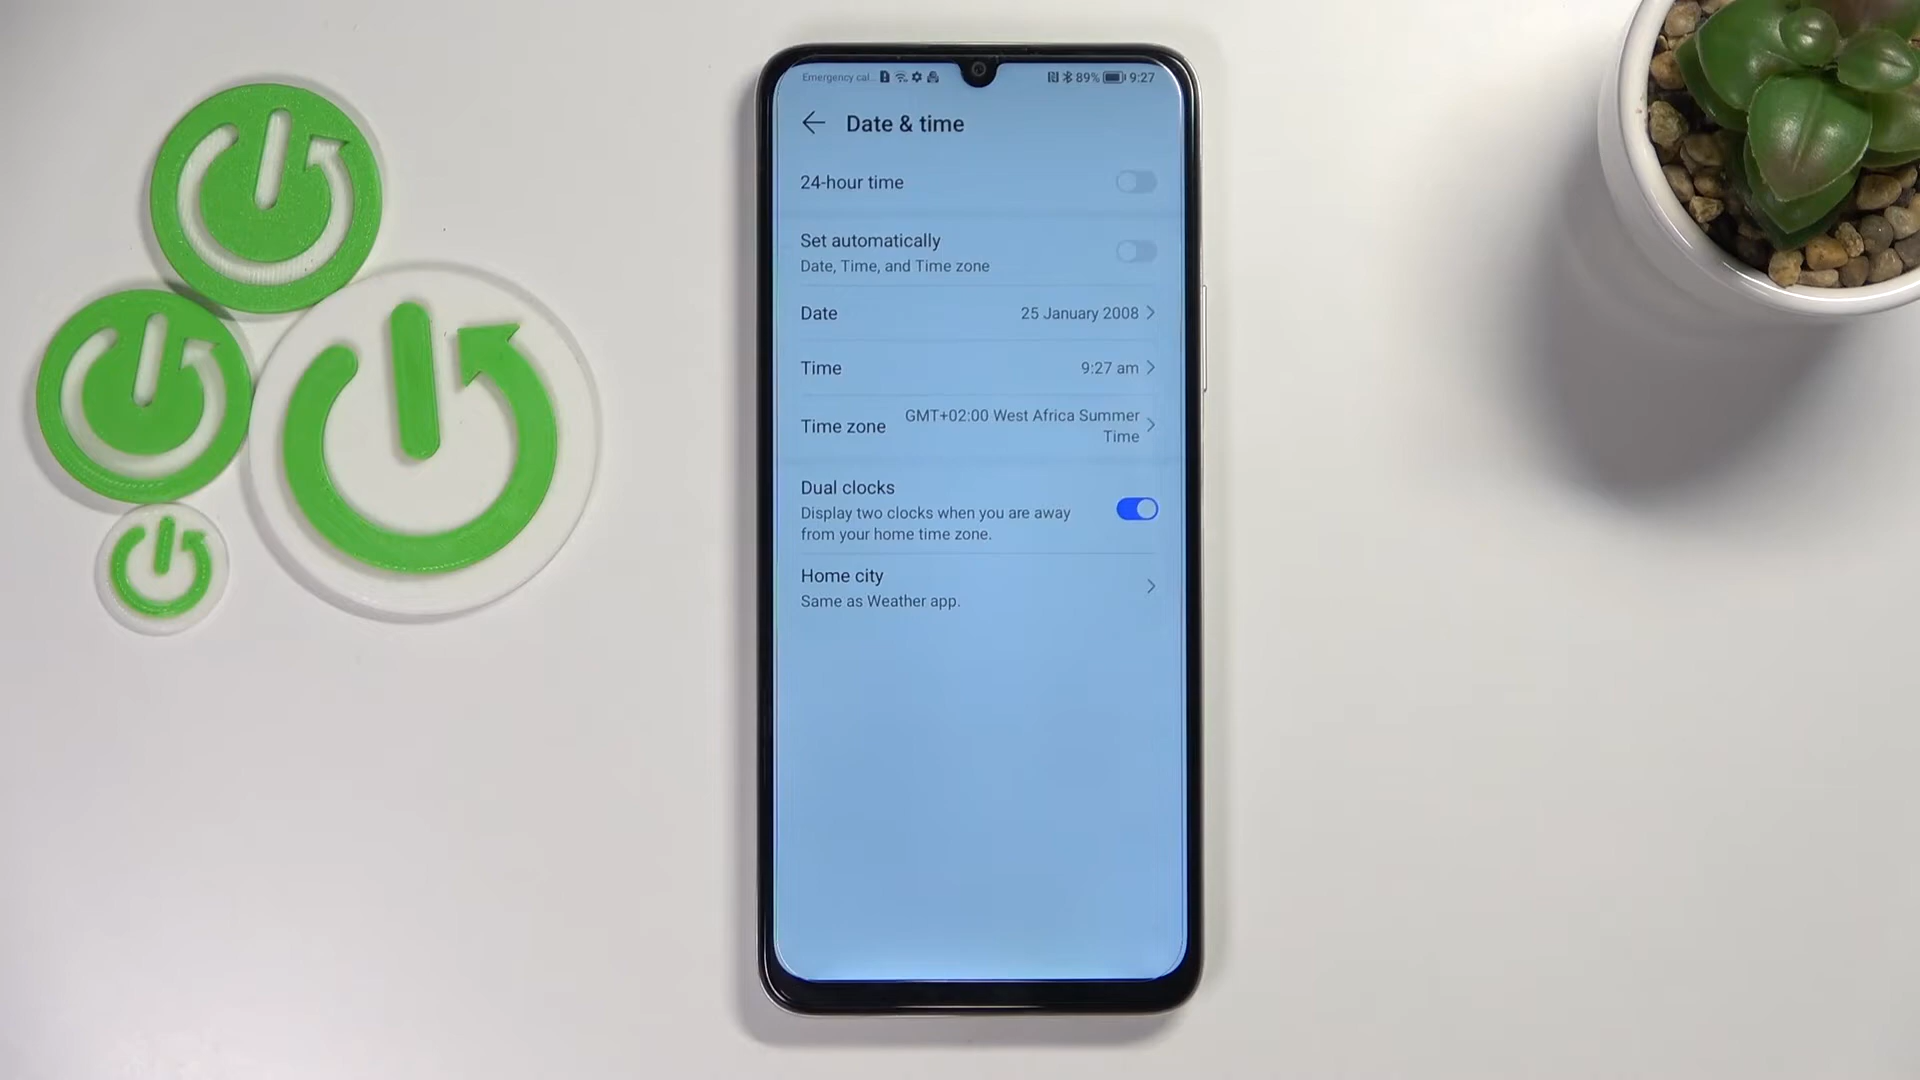 Emergency cal... 89% 9:27
Date & time
24-hour time
Set automatically
Date, Time, and Time zone
Date 25 January 2008
Time 9:27 am
Time zone GMT+02:00 West Africa Summer
Time
Dual clocks
Display two clocks when you are away
from your home time zone.
Home city
Same as Weather app.